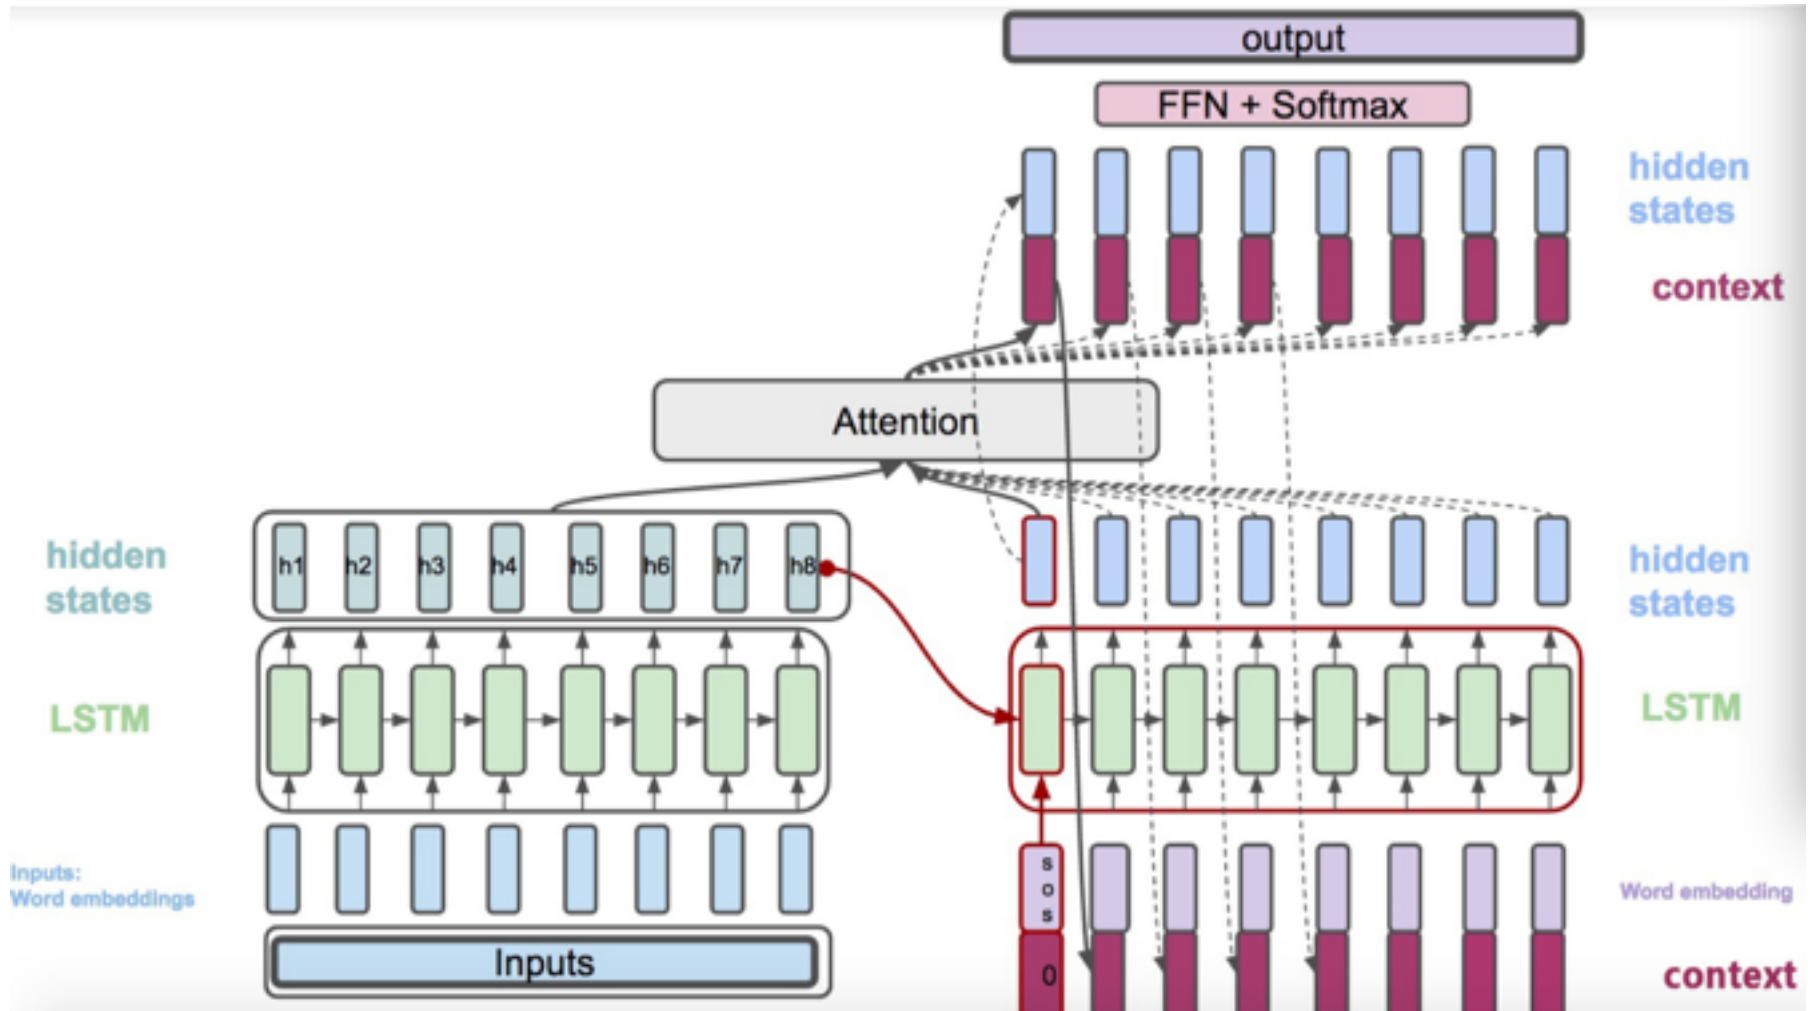 output
FFN + Softmax
hidden
states
context
Attention
hidden
states
h1 h2 h3 h4 h5 h6 h7 h8
hidden
states
LSTM
LSTM
Inputs:
Word embeddings
s
o
s
Word embedding
Inputs
0
context